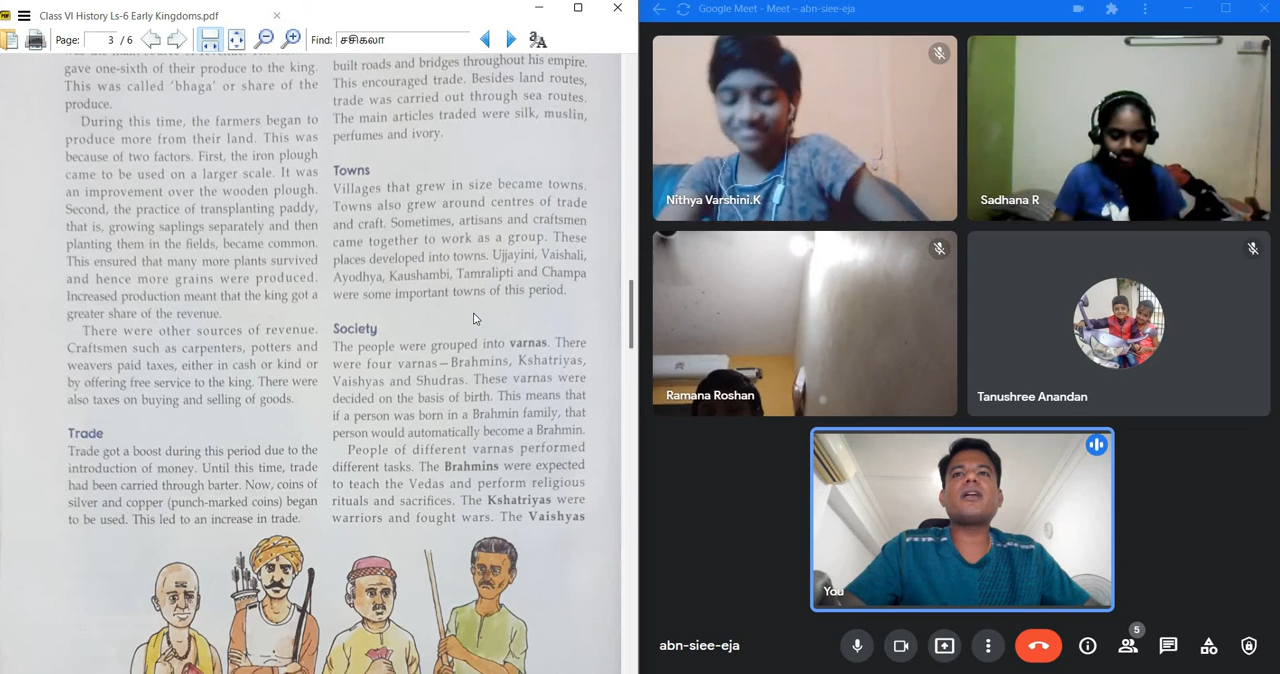 Class VI History Ls-6 Early Kingdoms.pdf
Page: 3 / 6 Find: சசிகலா
gave one-sixth of their produce to the king.
This was called 'bhaga' or share of the
produce.
During this time, the farmers began to
produce more from their land. This was
because of two factors. First, the iron plough
came to be used on a larger scale. It was
an improvement over the wooden plough.
Second, the practice of transplanting paddy,
that is, growing saplings separately and then
planting them in the fields, became common.
This ensured that many more plants survived
and hence more grains were produced.
Increased production meant that the king got a
greater share of the revenue.
There were other sources of revenue.
Craftsmen such as carpenters, potters and
weavers paid taxes, either in cash or kind or
by offering free service to the king. There were
also taxes on buying and selling of goods.
Trade
Trade got a boost during this period due to the
introduction of money. Until this time, trade
had been carried through barter. Now, coins of
silver and copper (punch-marked coins) began
to be used. This led to an increase in trade.
built roads and bridges throughout his empire.
This encouraged trade. Besides land routes,
trade was carried out through sea routes.
The main articles traded were silk, muslin,
perfumes and ivory.
Towns
Villages that grew in size became towns.
Towns also grew around centres of trade
and craft. Sometimes, artisans and craftsmen
came together to work as a group. These
places developed into towns. Ujjayini, Vaishali,
Ayodhya, Kaushambi, Tamralipti and Champa
were some important towns of this period.
Society
The people were grouped into varnas. There
were four varnas—Brahmins, Kshatriyas,
Vaishyas and Shudras. These varnas were
decided on the basis of birth. This means that
if a person was born in a Brahmin family, that
person would automatically become a Brahmin.
People of different varnas performed
different tasks. The Brahmins were expected
to teach the Vedas and perform religious
rituals and sacrifices. The Kshatriyas were
warriors and fought wars. The Vaishyas
Google Meet - Meet – abn-siee-eja
Nithya Varshini.K
Sadhana R
Ramana Roshan
Tanushree Anandan
You
abn-siee-eja
5